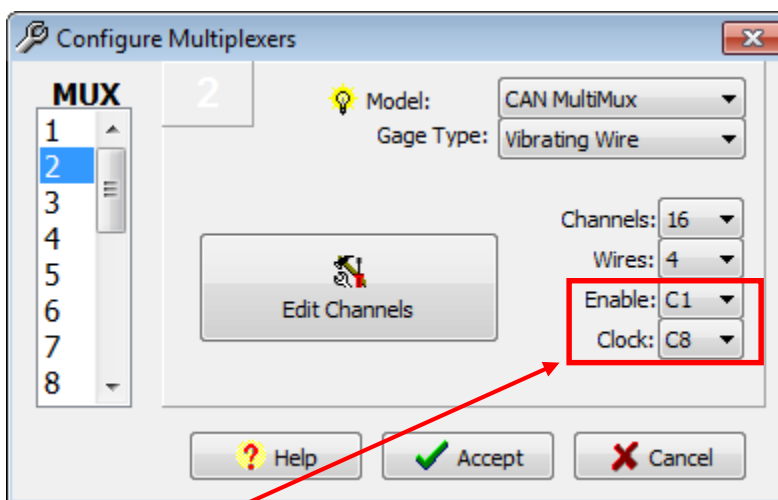 Configure Multiplexers
MUX
1
2
3
4
5
6
7
8
2
Model: CAN MultiMux
Gage Type: Vibrating Wire
Channels: 16
Wires: 4
Enable: C1
Clock: C8
Edit Channels
? Help
Accept
Cancel